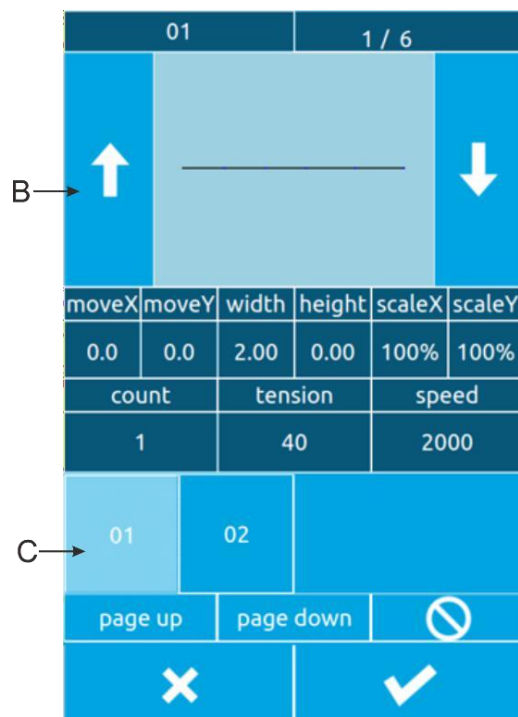 01 1 / 6
B
moveX moveY width height scaleX scaleY
0.0 0.0 2.00 0.00 100% 100%
count tension speed
1 40 2000
C 01 02
page up page down